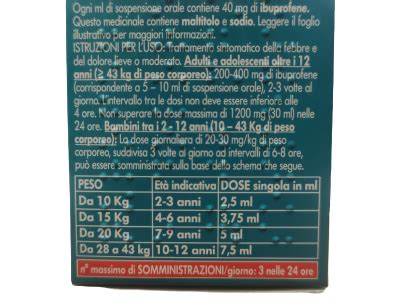 Ogni ml di sospensione orale contiene 40 mg di ibuprofene.
Questo medicinale contiene maltitolo e sodio. Leggere il foglio
illustrativo per maggiori informazioni.
ISTRUZIONI PER L'USO: Trattamento sintomatico della febbre e
del dolore lieve o moderato. Adulti e adolescenti oltre i 12
anni (≥ 43 kg di peso corporeo): 200-400 mg di ibuprofene
(corrispondente a 5 – 10 ml di sospensione orale), 2-3 volte al
giorno. L'intervallo tra le dosi non deve essere inferiore alle
4 ore. Non superare la dose massima di 1200 mg (30 ml) nelle
24 ore. Bambini tra i 2 - 12 anni (10 – 43 Kg di peso
corporeo): La dose giornaliera di 20-30 mg/kg di peso
corporeo, suddivisa 3 volte al giorno ad intervalli di 6-8 ore, può
essere somministrata sulla base dello schema che segue.
PESO Età indicativa DOSE singola in ml
Da 10 Kg 2-3 anni 2,5 ml
Da 15 Kg 4-6 anni 3,75 ml
Da 20 Kg 7-9 anni 5 ml
Da 28 a 43 kg 10-12 anni 7,5 ml
n° massimo di SOMMINISTRAZIONI/giorno: 3 nelle 24 ore